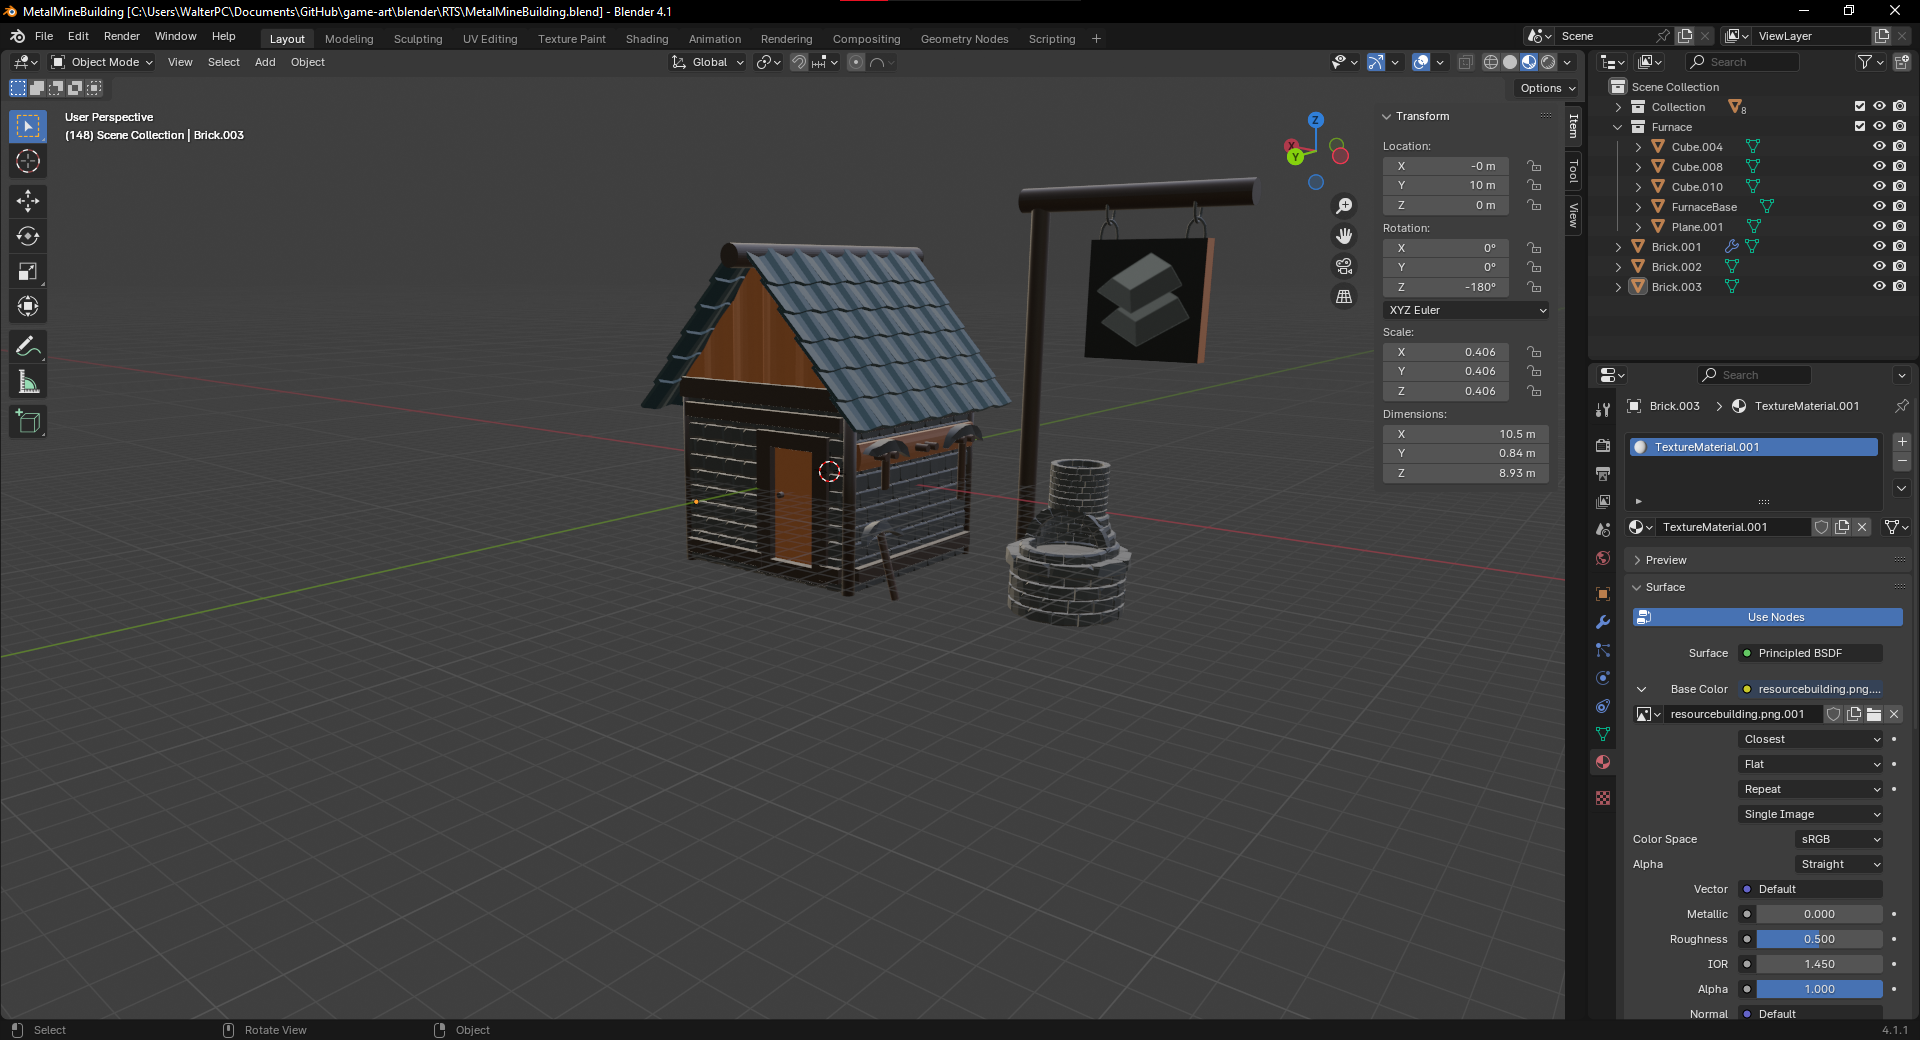 MetalMineBuilding [C:\Users\WalterPC\Documents\GitHub\game-art\blender\RTS\MetalMineBuilding.blend] - Blender 4.1
File Edit Render Window Help Layout Modeling Sculpting UV Editing Texture Paint Shading Animation Rendering Compositing Geometry Nodes Scripting + Scene ViewLayer
Object Mode View Select Add Object Global Search
Options
User Perspective
(148) Scene Collection | Brick.003
Z
X
Y
Transform
Location:
X -0 m
Y 10 m
Z 0 m
Rotation:
X 0°
Y 0°
Z -180°
XYZ Euler
Scale:
X 0.406
Y 0.406
Z 0.406
Dimensions:
X 10.5 m
Y 0.84 m
Z 8.93 m
Item
Tool
View
Scene Collection
Collection 8
Furnace
Cube.004
Cube.008
Cube.010
FurnaceBase
Plane.001
Brick.001
Brick.002
Brick.003
Search
Brick.003 > TextureMaterial.001
TextureMaterial.001
TextureMaterial.001
Preview
Surface
Use Nodes
Surface Principled BSDF
Base Color resourcebuilding.png....
resourcebuilding.png.001
Closest
Flat
Repeat
Single Image
Color Space sRGB
Alpha Straight
Vector Default
Metallic 0.000
Roughness 0.500
IOR 1.450
Alpha 1.000
Normal Default
Select Rotate View Object 4.1.1